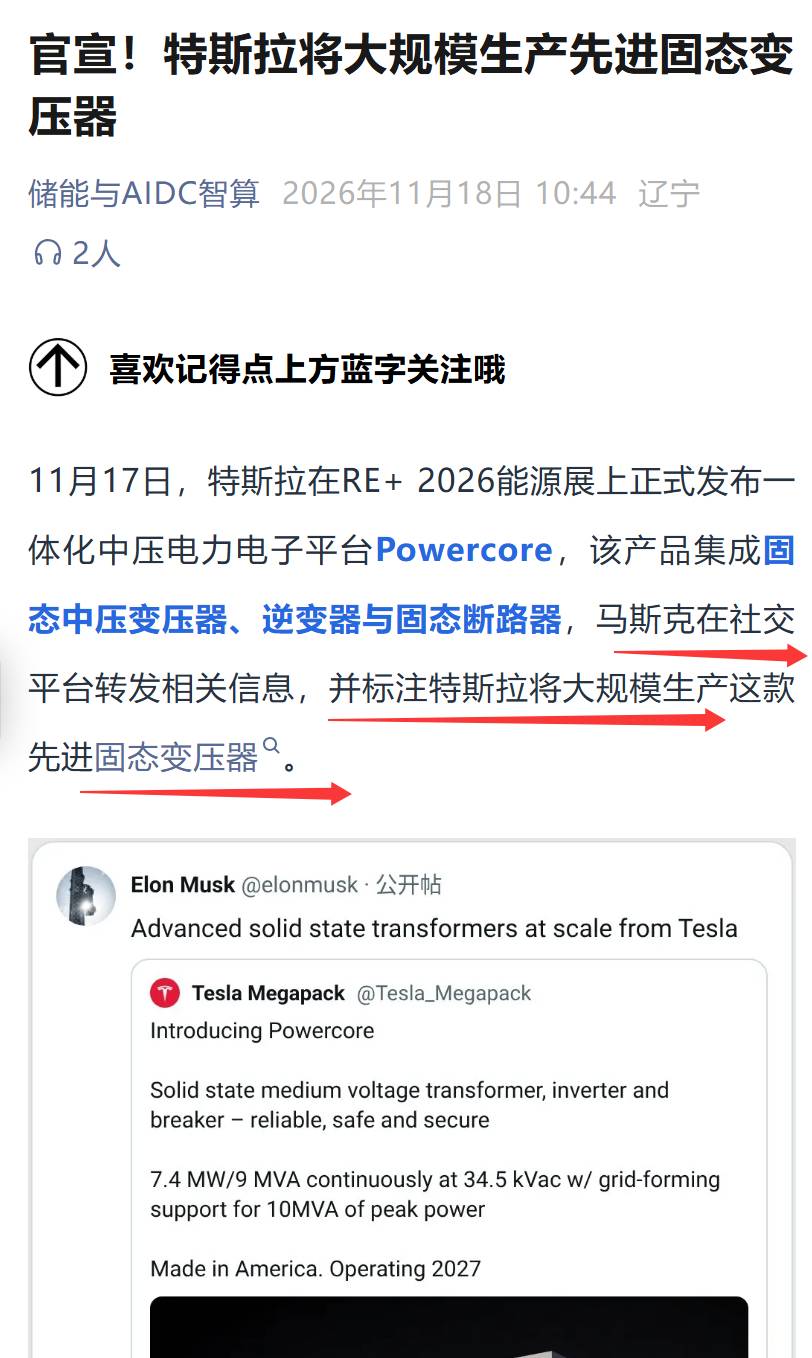 官宣！特斯拉将大规模生产先进固态变
压器
储能与AIDC智算 2026年11月18日 10:44 辽宁
2人
喜欢记得点上方蓝字关注哦
11月17日，特斯拉在RE+ 2026能源展上正式发布一
体化中压电力电子平台Powercore，该产品集成固
态中压变压器、逆变器与固态断路器，马斯克在社交
平台转发相关信息，并标注特斯拉将大规模生产这款
先进固态变压器。
Elon Musk @elonmusk · 公开帖
Advanced solid state transformers at scale from Tesla
Tesla Megapack @Tesla_Megapack
Introducing Powercore
Solid state medium voltage transformer, inverter and
breaker – reliable, safe and secure
7.4 MW/9 MVA continuously at 34.5 kVac w/ grid-forming
support for 10MVA of peak power
Made in America. Operating 2027